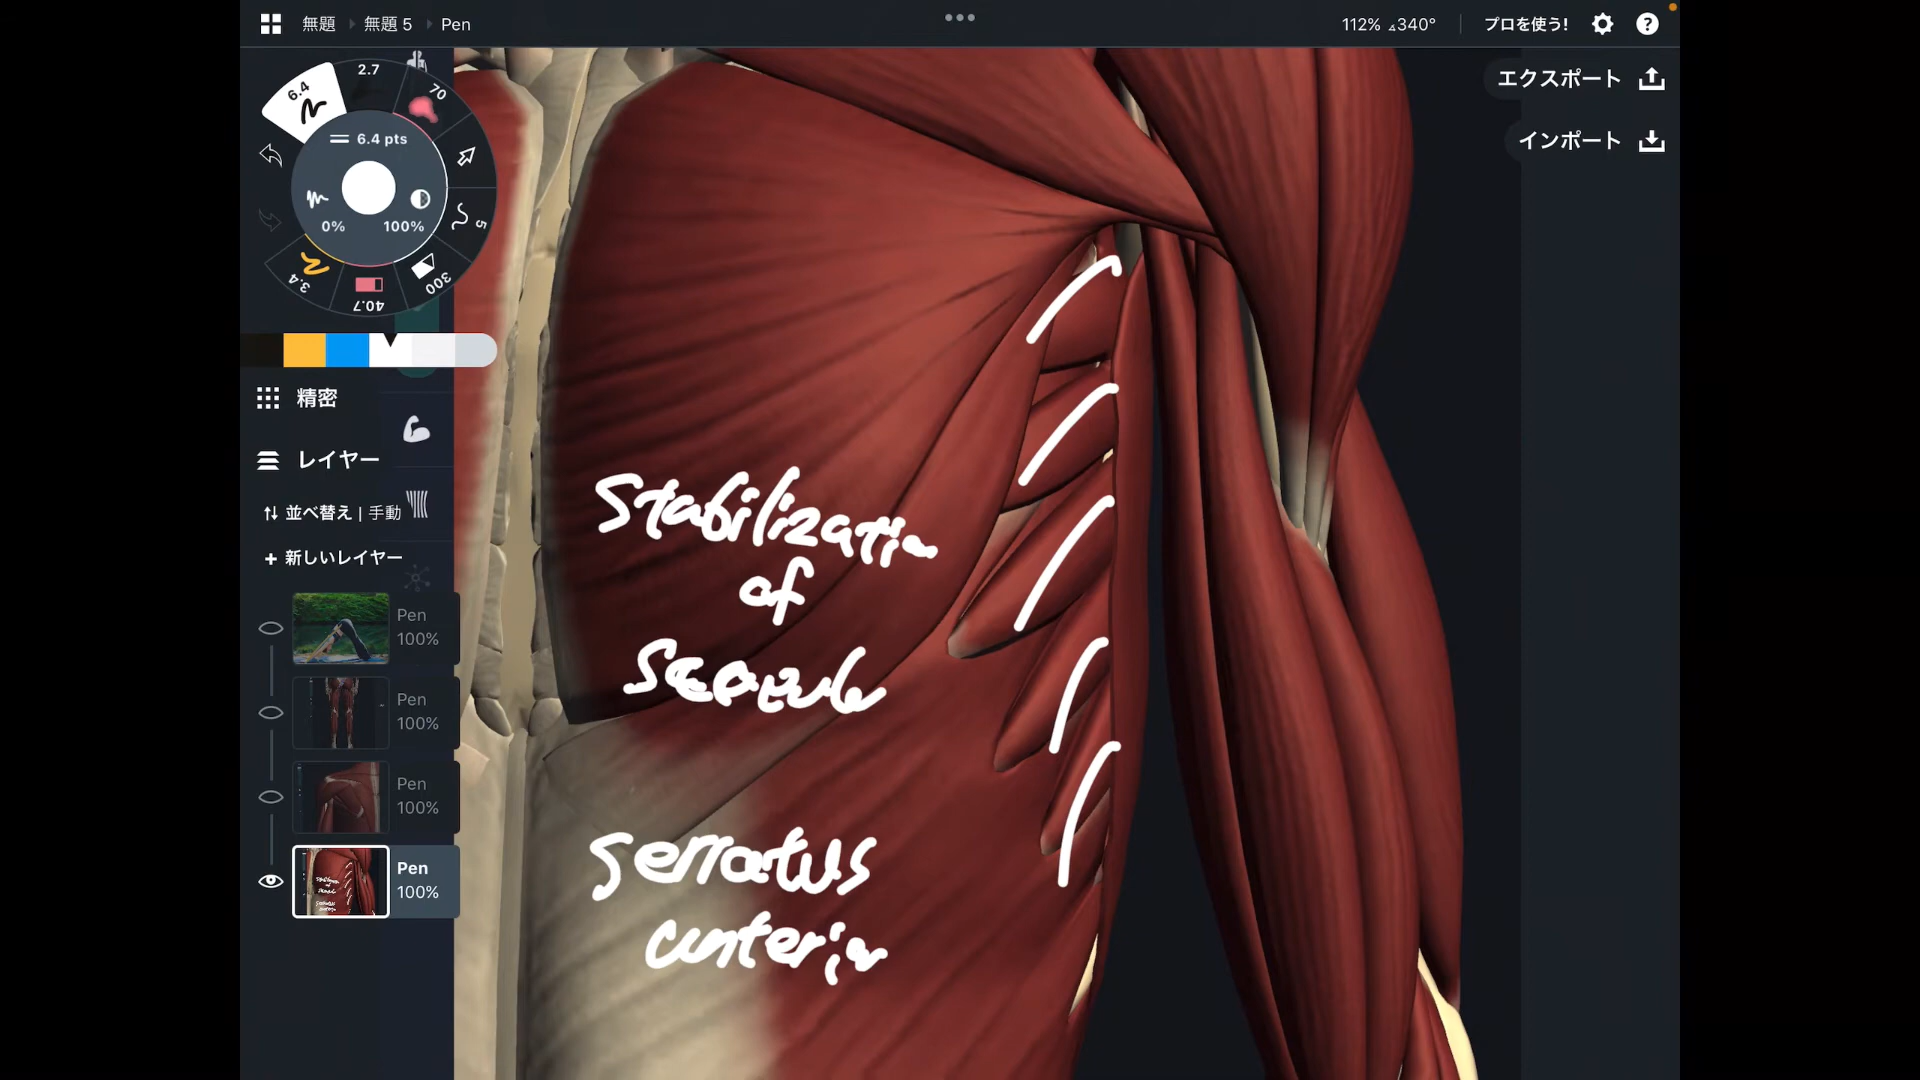 無題 無題 5 Pen
112% ⦟340° プロを使う!
エクスポート
インポート
2.7
6.4
70
6.4 pts
0% 100%
5
3.4
40.7
300
精密
レイヤー
並べ替え | 手動
+ 新しいレイヤー
Pen
100%
Pen
100%
Pen
100%
Pen
100%
Stabilization
of
Scapula
Serratus
anterior